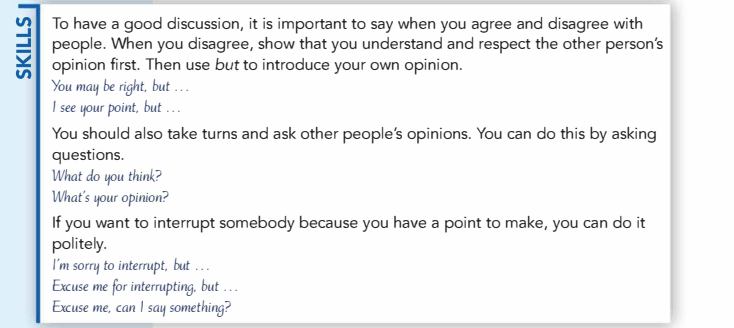 SKILLS
To have a good discussion, it is important to say when you agree and disagree with
people. When you disagree, show that you understand and respect the other person's
opinion first. Then use but to introduce your own opinion.
You may be right, but ...
I see your point, but ...
You should also take turns and ask other people's opinions. You can do this by asking
questions.
What do you think?
What's your opinion?
If you want to interrupt somebody because you have a point to make, you can do it
politely.
I'm sorry to interrupt, but ...
Excuse me for interrupting, but ...
Excuse me, can I say something?